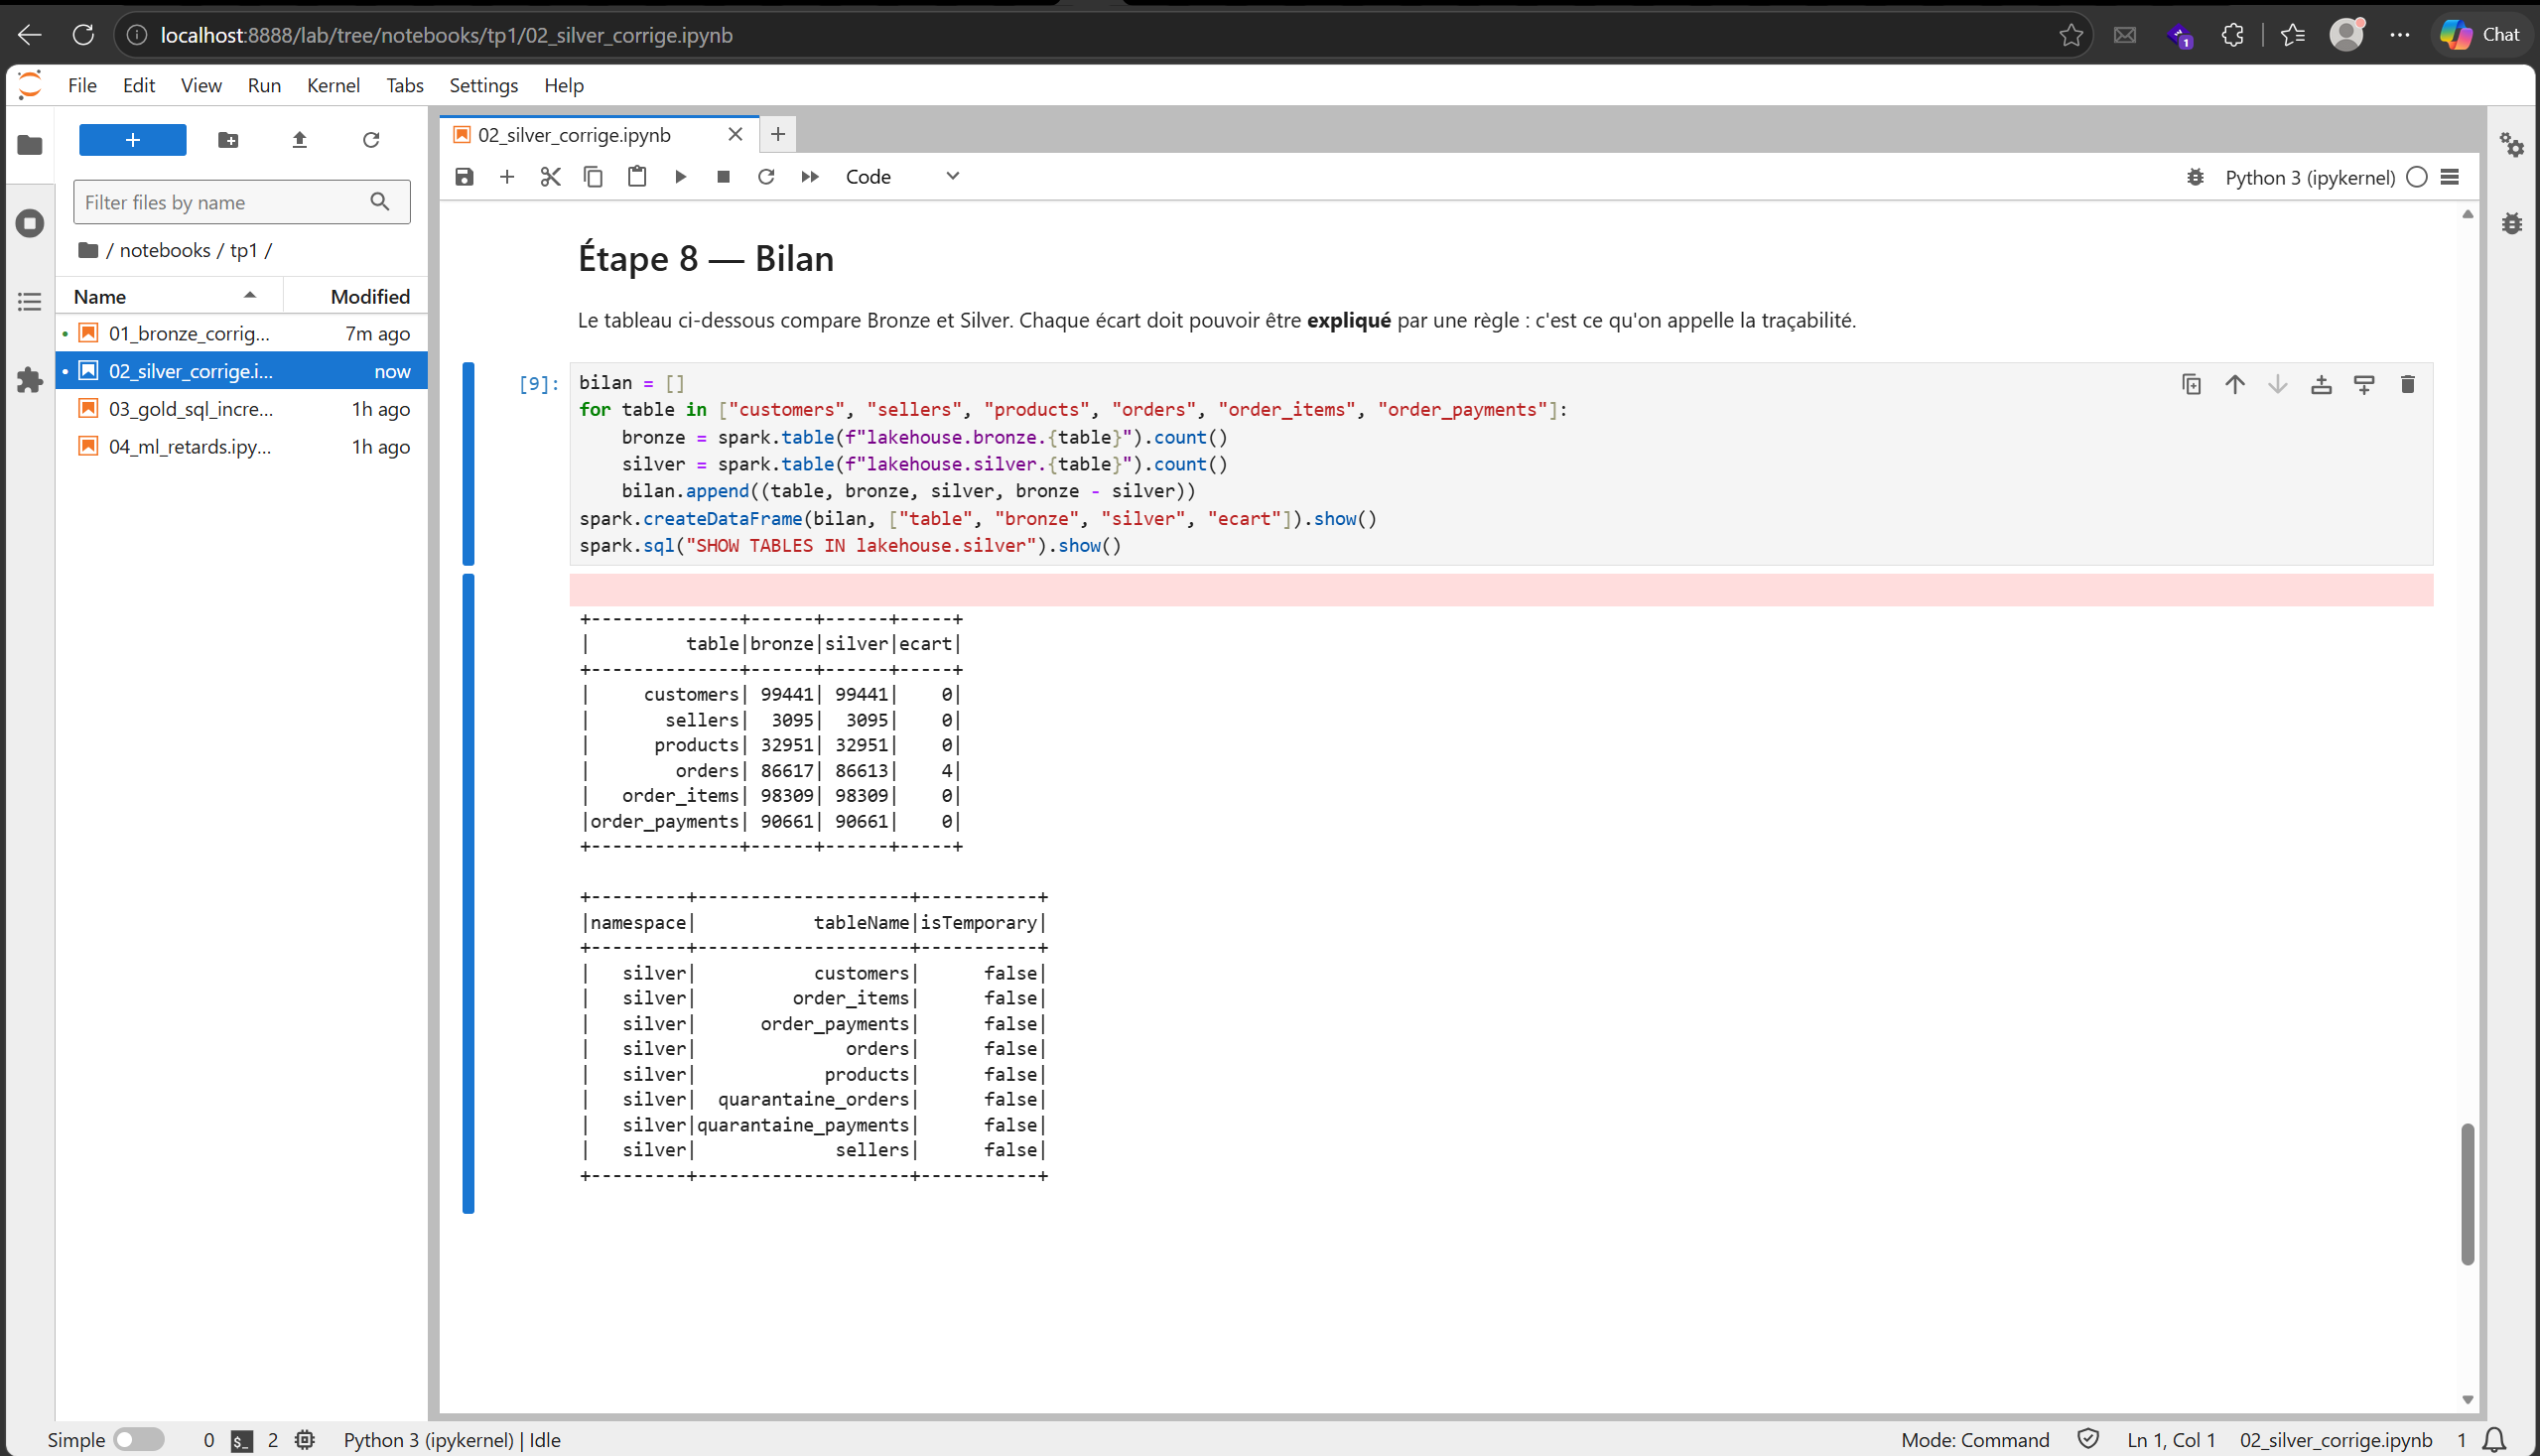 localhost:8888/lab/tree/notebooks/tp1/02_silver_corrige.ipynb
1
Chat
File Edit View Run Kernel Tabs Settings Help
+
Filter files by name
/ notebooks / tp1 /
Name Modified
01_bronze_corrig... 7m ago
02_silver_corrige.i... now
03_gold_sql_incre... 1h ago
04_ml_retards.ipy... 1h ago
02_silver_corrige.ipynb
Code
Python 3 (ipykernel)
Étape 8 — Bilan
Le tableau ci-dessous compare Bronze et Silver. Chaque écart doit pouvoir être expliqué par une règle : c'est ce qu'on appelle la traçabilité.
[9]:
bilan = []
for table in ["customers", "sellers", "products", "orders", "order_items", "order_payments"]:
    bronze = spark.table(f"lakehouse.bronze.{table}").count()
    silver = spark.table(f"lakehouse.silver.{table}").count()
    bilan.append((table, bronze, silver, bronze - silver))
spark.createDataFrame(bilan, ["table", "bronze", "silver", "ecart"]).show()
spark.sql("SHOW TABLES IN lakehouse.silver").show()
+--------------+------+------+-----+
|         table|bronze|silver|ecart|
+--------------+------+------+-----+
|     customers| 99441| 99441|    0|
|       sellers|  3095|  3095|    0|
|      products| 32951| 32951|    0|
|        orders| 86617| 86613|    4|
|   order_items| 98309| 98309|    0|
|order_payments| 90661| 90661|    0|
+--------------+------+------+-----+
+---------+--------------------+-----------+
|namespace|           tableName|isTemporary|
+---------+--------------------+-----------+
|   silver|           customers|      false|
|   silver|         order_items|      false|
|   silver|      order_payments|      false|
|   silver|              orders|      false|
|   silver|            products|      false|
|   silver|  quarantaine_orders|      false|
|   silver|quarantaine_payments|      false|
|   silver|             sellers|      false|
+---------+--------------------+-----------+
Simple 0 $_ 2 Python 3 (ipykernel) | Idle Mode: Command Ln 1, Col 1 02_silver_corrige.ipynb 1